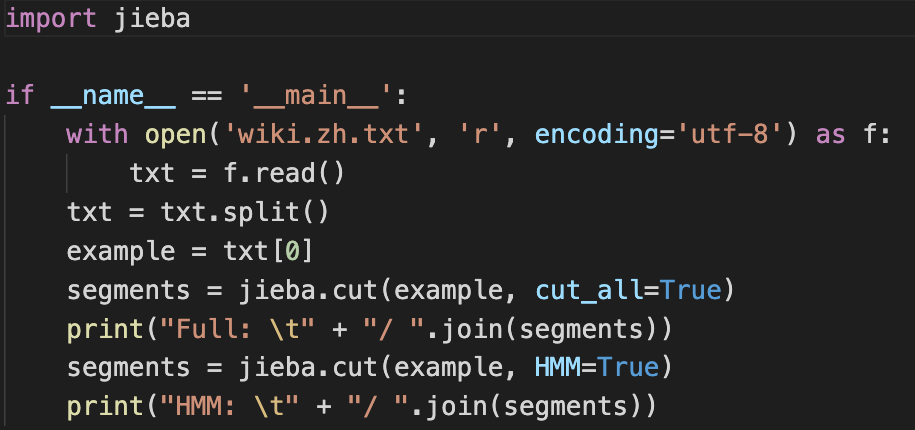 import jieba

if __name__ == '__main__':
    with open('wiki.zh.txt', 'r', encoding='utf-8') as f:
        txt = f.read()
    txt = txt.split()
    example = txt[0]
    segments = jieba.cut(example, cut_all=True)
    print("Full: \t" + "/ ".join(segments))
    segments = jieba.cut(example, HMM=True)
    print("HMM: \t" + "/ ".join(segments))